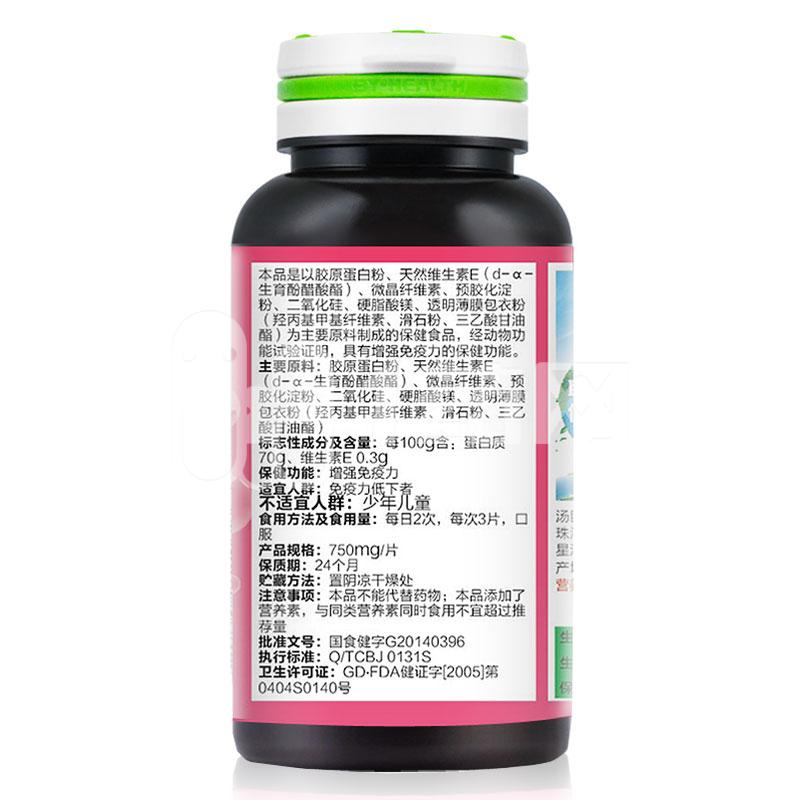 BY-HEALTH
本品是以胶原蛋白粉、天然维生素E（d-α-
生育酚醋酸酯）、微晶纤维素、预胶化淀
粉、二氧化硅、硬脂酸镁、透明薄膜包衣粉
（羟丙基甲基纤维素、滑石粉、三乙酸甘油
酯）为主要原料制成的保健食品，经动物功
能试验证明，具有增强免疫力的保健功能。
主要原料：胶原蛋白粉、天然维生素E
（d-α-生育酚醋酸酯）、微晶纤维素、预
胶化淀粉、二氧化硅、硬脂酸镁、透明薄膜
包衣粉（羟丙基甲基纤维素、滑石粉、三乙
酸甘油酯）
标志性成分及含量：每100g含：蛋白质
70g、维生素E 0.3g
保健功能：增强免疫力
适宜人群：免疫力低下者
不适宜人群：少年儿童
食用方法及食用量：每日2次，每次3片，口
服
产品规格：750mg/片
保质期：24个月
贮藏方法：置阴凉干燥处
注意事项：本品不能代替药物；本品添加了
营养素，与同类营养素同时食用不宜超过推
荐量
批准文号：国食健字G20140396
执行标准：Q/TCBJ 0131S
卫生许可证：GD·FDA健证字[2005]第
0404S0140号
汤
珠
星
产
营
生
生
保